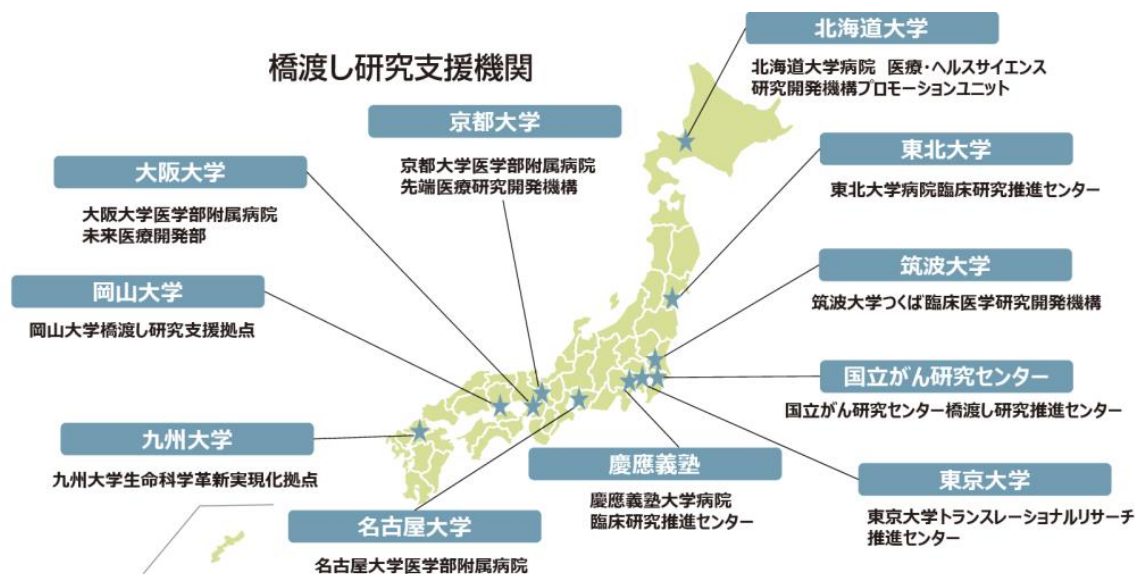 橋渡し研究支援機関
北海道大学
北海道大学病院 医療・ヘルスサイエンス
研究開発機構プロモーションユニット
京都大学
京都大学医学部附属病院
先端医療研究開発機構
東北大学
東北大学病院臨床研究推進センター
大阪大学
大阪大学医学部附属病院
未来医療開発部
筑波大学
筑波大学つくば臨床医学研究開発機構
岡山大学
岡山大学橋渡し研究支援拠点
国立がん研究センター
国立がん研究センター橋渡し研究推進センター
九州大学
九州大学生命科学革新実現化拠点
慶應義塾
慶應義塾大学病院
臨床研究推進センター
東京大学
東京大学トランスレーショナルリサーチ
推進センター
名古屋大学
名古屋大学医学部附属病院